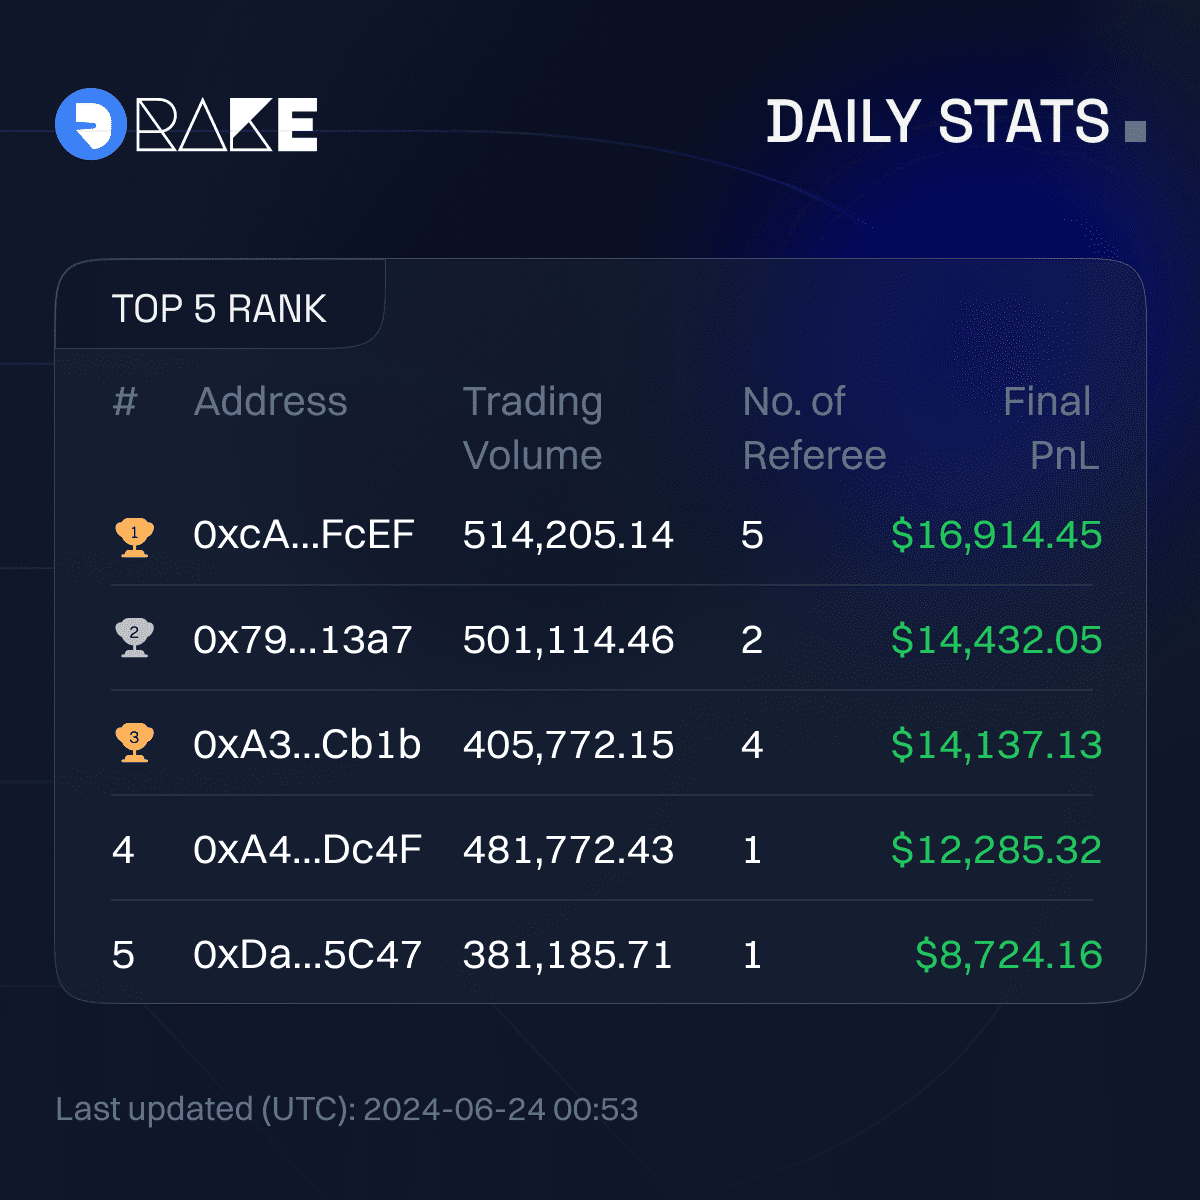 DRAKE
DAILY STATS
TOP 5 RANK
# Address Trading Volume No. of Referee Final PnL
1 0xcA...FcEF 514,205.14 5 $16,914.45
2 0x79...13a7 501,114.46 2 $14,432.05
3 0xA3...Cb1b 405,772.15 4 $14,137.13
4 0xA4...Dc4F 481,772.43 1 $12,285.32
5 0xDa...5C47 381,185.71 1 $8,724.16
Last updated (UTC): 2024-06-24 00:53